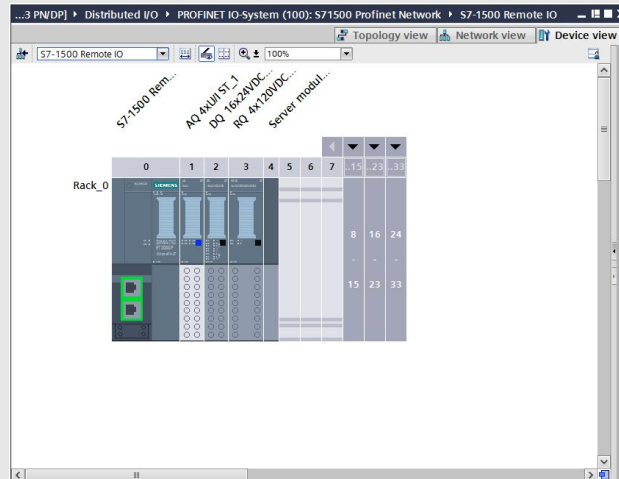 ...3 PN/DP] ▸ Distributed I/O ▸ PROFINET IO-System (100): S71500 Profinet Network ▸ S7-1500 Remote IO
Topology view Network view Device view
S7-1500 Remote IO 100%
S7-1500 Rem...
AQ 4xU/I ST_1
DQ 16x24VDC...
RQ 4x120VDC...
Server modul...
0 1 2 3 4 5 6 7 ..15 ..23 ..33
Rack_0
SIEMENS
8 16 24
- - -
15 23 33